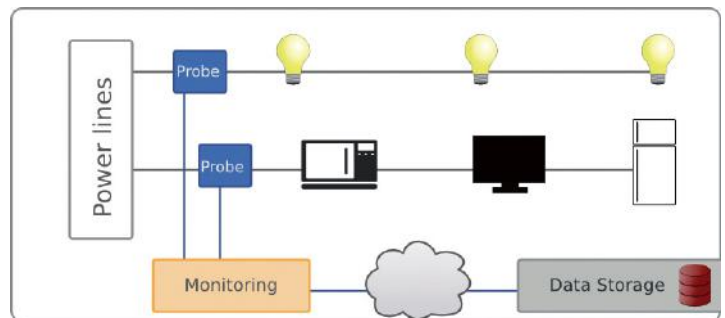 Power lines
Probe
Probe
Monitoring
Data Storage